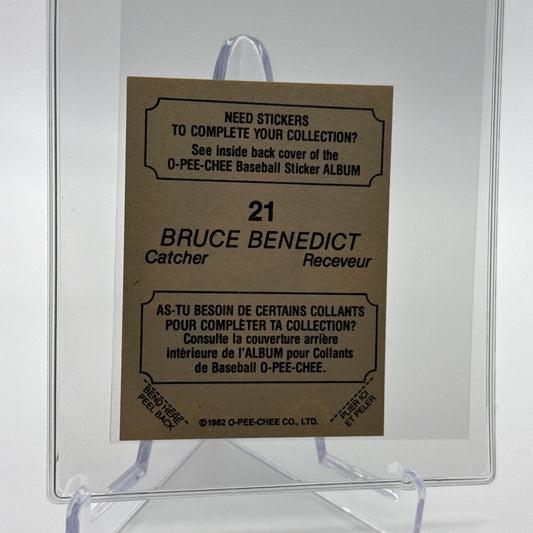 NEED STICKERS
TO COMPLETE YOUR COLLECTION?
See inside back cover of the
O-PEE-CHEE Baseball Sticker ALBUM
21
BRUCE BENEDICT
Catcher Receveur
AS-TU BESOIN DE CERTAINS COLLANTS
POUR COMPLÉTER TA COLLECTION?
Consulte la couverture arrière
intérieure de l'ALBUM pour Collants
de Baseball O-PEE-CHEE.
BEND HERE
PEEL BACK
PLIER ICI
ET PELER
©1982 O-PEE-CHEE CO., LTD.